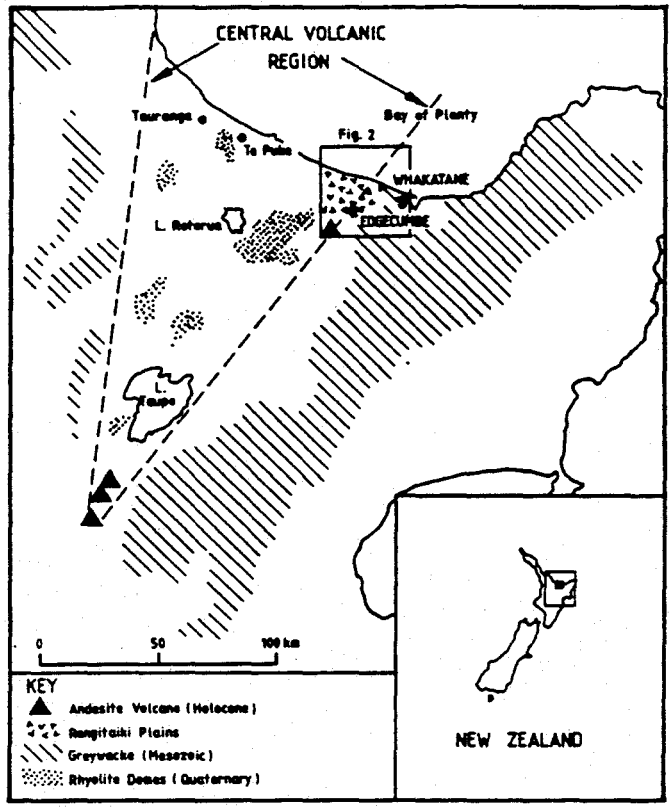 CENTRAL VOLCANIC
REGION
Bay of Plenty
Tauranga
Te Puke
Fig. 2
WHAKATANE
EDGECUMBE
L. Rotorua
L.
Taupo
0 50 100 km
KEY
Andesite Volcano (Holocene)
Rangitaiki Plains
Greywacke (Mesozoic)
Rhyolite Domes (Quaternary)
NEW ZEALAND